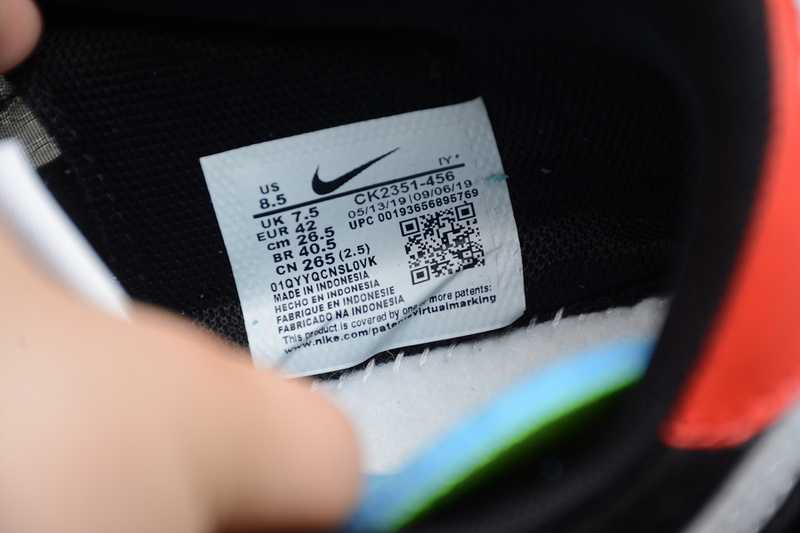 IY *
US
8.5
CK2351-456
UK 7.5
05/13/19 | 09/06/19
EUR 42
UPC 00193656895769
cm 26.5
BR 40.5
CN 265 (2.5)
01QYYQCNSL0VK
MADE IN INDONESIA
HECHO EN INDONESIA
FABRIQUE EN INDONESIE
FABRICADO NA INDONESIA
This product is covered by one more patents:
www.nike.com/patents virtualmarking